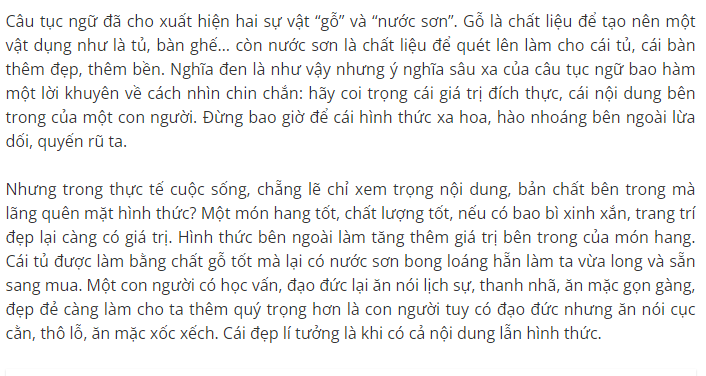 Câu tục ngữ đã cho xuất hiện hai sự vật “gỗ” và “nước sơn”. Gỗ là chất liệu để tạo nên một
vật dụng như là tủ, bàn ghế... còn nước sơn là chất liệu để quét lên làm cho cái tủ, cái bàn
thêm đẹp, thêm bền. Nghĩa đen là như vậy nhưng ý nghĩa sâu xa của câu tục ngữ bao hàm
một lời khuyên về cách nhìn chin chắn: hãy coi trọng cái giá trị đích thực, cái nội dung bên
trong của một con người. Đừng bao giờ để cái hình thức xa hoa, hào nhoáng bên ngoài lừa
dối, quyến rũ ta.
Nhưng trong thực tế cuộc sống, chẳng lẽ chỉ xem trọng nội dung, bản chất bên trong mà
lãng quên mặt hình thức? Một món hang tốt, chất lượng tốt, nếu có bao bì xinh xắn, trang trí
đẹp lại càng có giá trị. Hình thức bên ngoài làm tăng thêm giá trị bên trong của món hang.
Cái tủ được làm bằng chất gỗ tốt mà lại có nước sơn bong loáng hẵn làm ta vừa long và sẵn
sang mua. Một con người có học vấn, đạo đức lại ăn nói lịch sự, thanh nhã, ăn mặc gọn gàng,
đẹp đẻ càng làm cho ta thêm quý trọng hơn là con người tuy có đạo đức nhưng ăn nói cục
cằn, thô lỗ, ăn mặc xốc xếch. Cái đẹp lí tưởng là khi có cả nội dung lẫn hình thức.